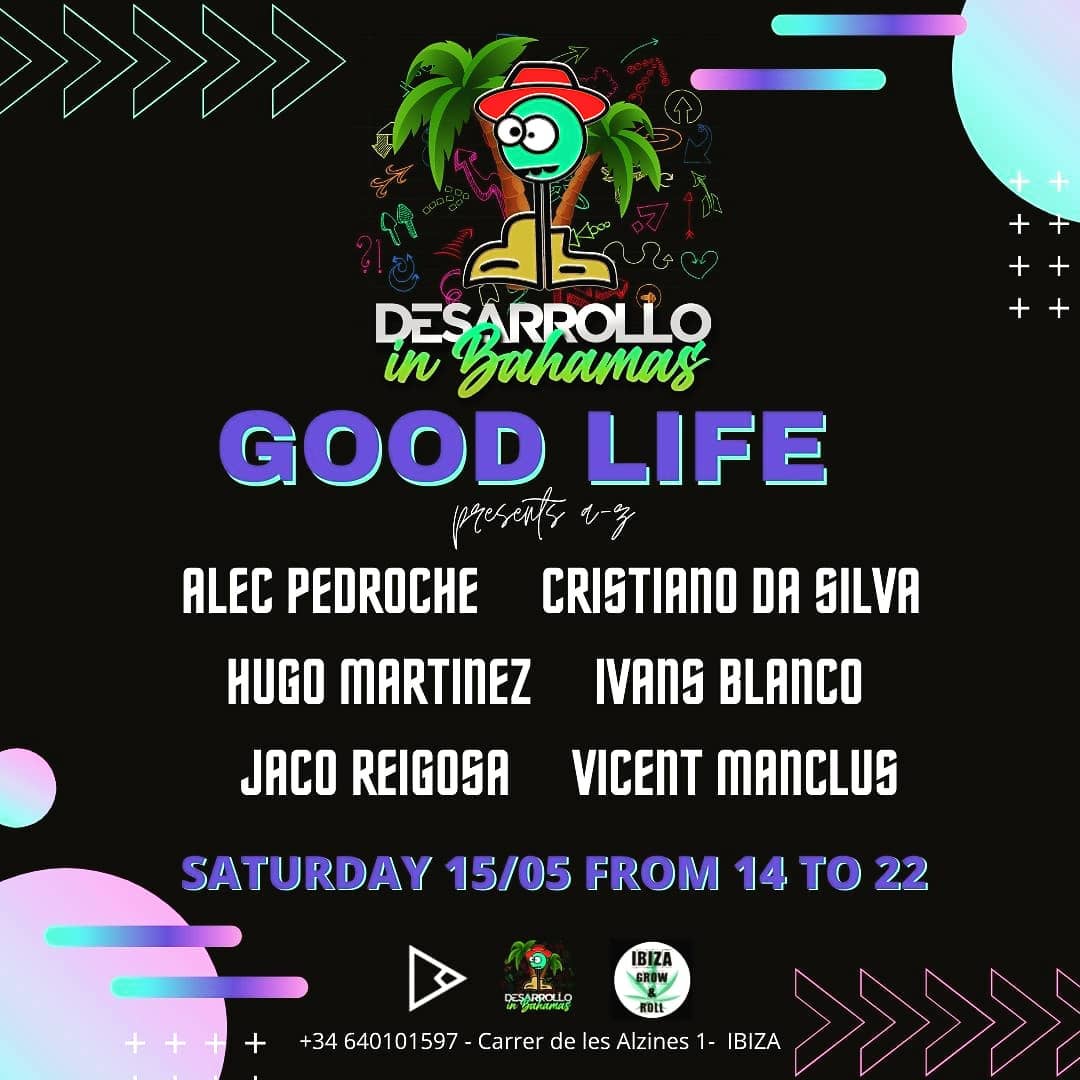 DESARROLLO
in Bahamas
GOOD LIFE
presents a-z
ALEC PEDROCHE CRISTIANO DA SILVA
HUGO MARTINEZ IVANS BLANCO
JACO REIGOSA VICENT MANCLUS
SATURDAY 15/05 FROM 14 TO 22
DESARROLLO
in Bahamas
IBIZA
GROW
&
ROLL
+34 640101597 - Carrer de les Alzines 1- IBIZA